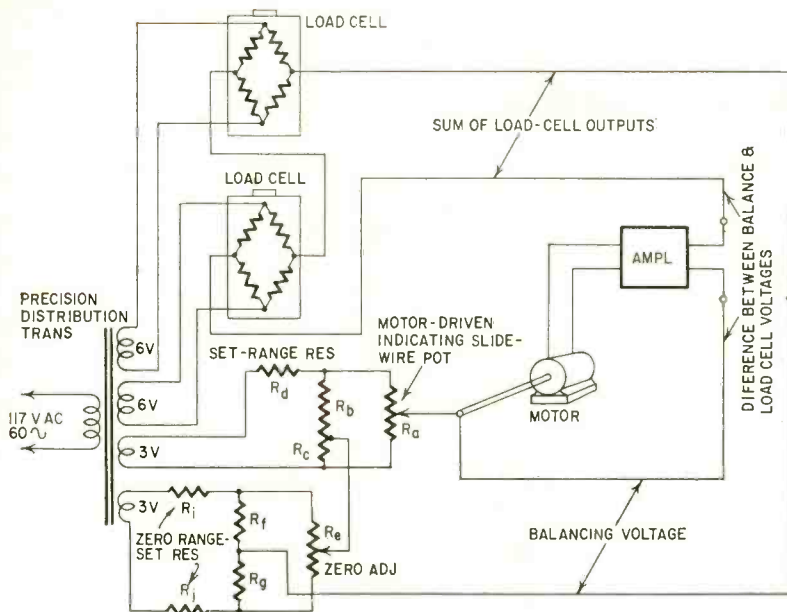 LOAD CELL
SUM OF LOAD-CELL OUTPUTS
LOAD CELL
DIFERENCE BETWEEN BALANCE &
LOAD CELL VOLTAGES
AMPL
PRECISION
DISTRIBUTION
TRANS
6V
MOTOR-DRIVEN
INDICATING SLIDE-
WIRE POT
SET-RANGE RES
Rd
Rb
Ra
MOTOR
117 V AC
60~
6V
Rc
3V
BALANCING VOLTAGE
3V
Ri
Rf
Re
ZERO RANGE-
SET RES
ZERO ADJ
Rg
Rj